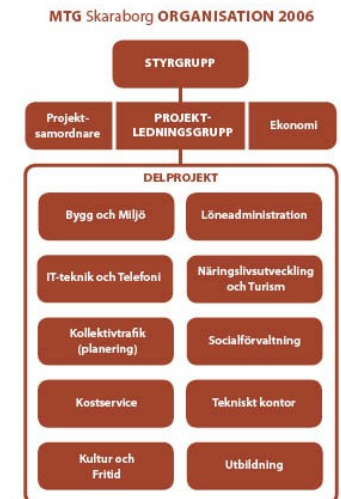 MTG Skaraborg ORGANISATION 2006
STYRGRUPP
Projekt-
samordnare
PROJEKT-
LEDNINGSGRUPP
Ekonomi
DELPROJEKT
Bygg och Miljö
Löneadministration
IT-teknik och Telefoni
Näringslivsutveckling
och Turism
Kollektivtrafik
(planering)
Socialförvaltning
Kostservice
Tekniskt kontor
Kultur och
Fritid
Utbildning